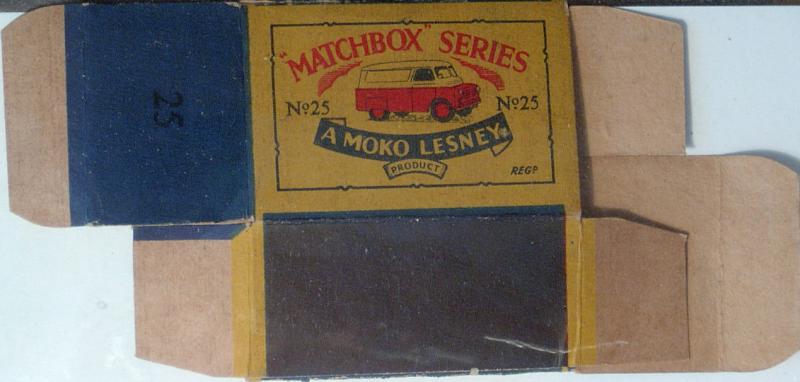 "MATCHBOX" SERIES
Nº25 Nº25
A MOKO LESNEY
PRODUCT
REGD
25